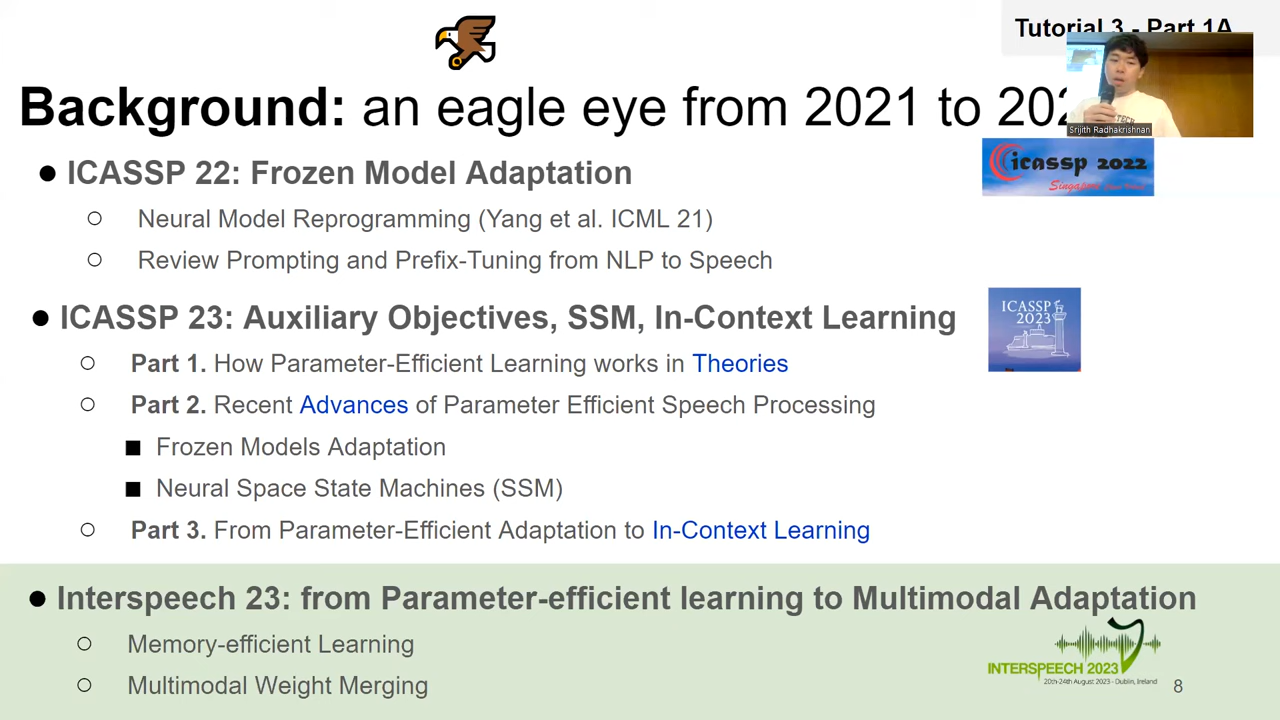 Tutorial 3 - Part 1A
Background: an eagle eye from 2021 to
Srijith Radhakrishnan
● ICASSP 22: Frozen Model Adaptation
icassp 2022
Singapore
○ Neural Model Reprogramming (Yang et al. ICML 21)
○ Review Prompting and Prefix-Tuning from NLP to Speech
● ICASSP 23: Auxiliary Objectives, SSM, In-Context Learning
ICASSP
2023
○ Part 1. How Parameter-Efficient Learning works in Theories
○ Part 2. Recent Advances of Parameter Efficient Speech Processing
■ Frozen Models Adaptation
■ Neural Space State Machines (SSM)
○ Part 3. From Parameter-Efficient Adaptation to In-Context Learning
● Interspeech 23: from Parameter-efficient learning to Multimodal Adaptation
○ Memory-efficient Learning
○ Multimodal Weight Merging
INTERSPEECH 2023
20th-24th August 2023 - Dublin, Ireland
8